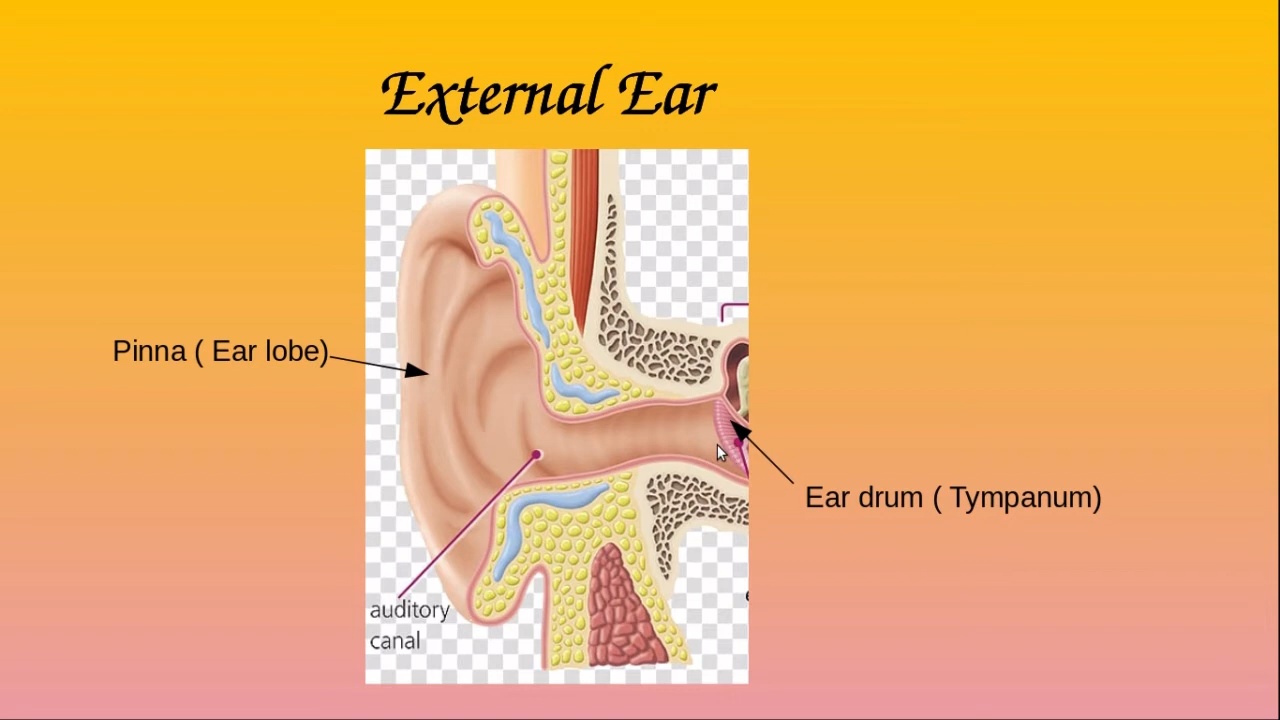 External Ear
Pinna ( Ear lobe)
Ear drum ( Tympanum)
auditory
canal